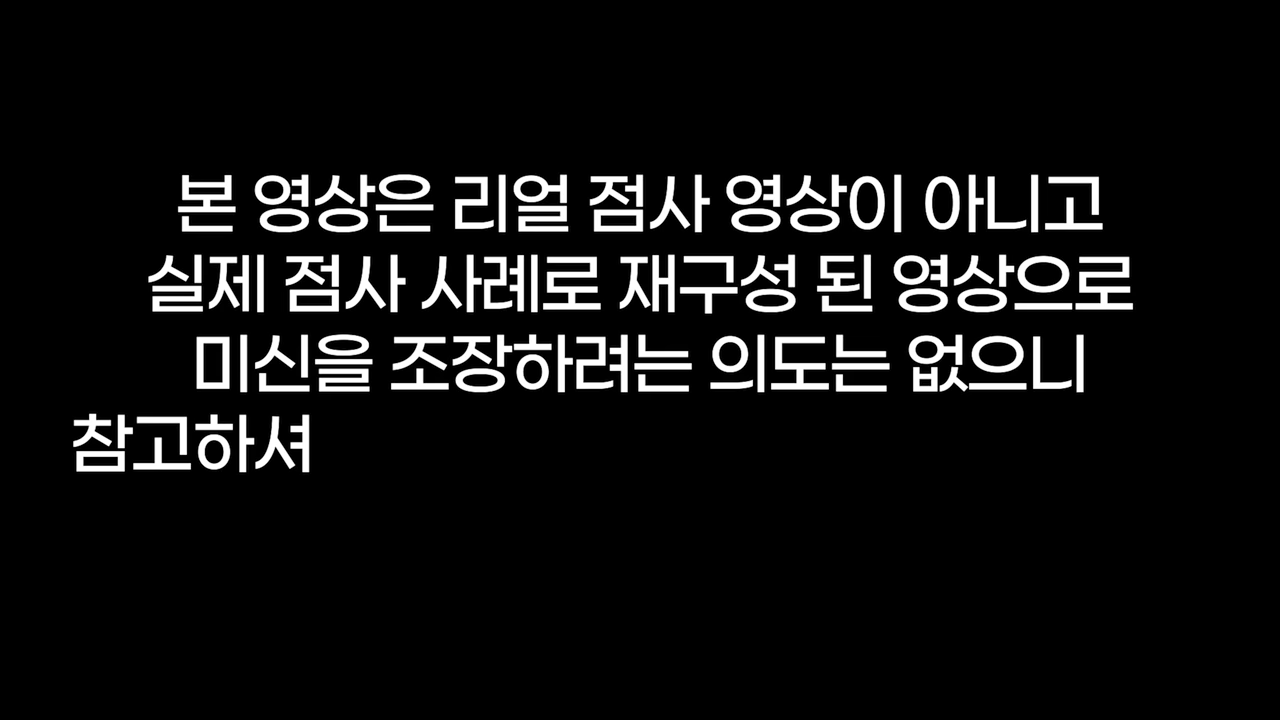 본 영상은 리얼 점사 영상이 아니고
실제 점사 사례로 재구성 된 영상으로
미신을 조장하려는 의도는 없으니
참고하셔